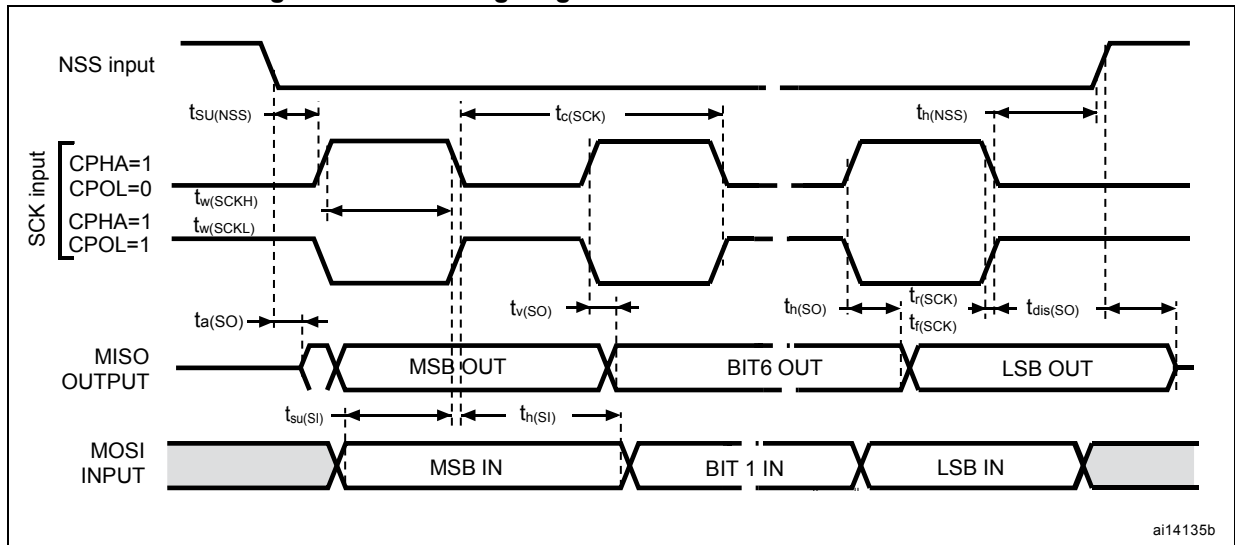 NSS input
tSU(NSS)
tc(SCK)
th(NSS)
SCK input
CPHA=1
CPOL=0
tw(SCKH)
CPHA=1
tw(SCKL)
CPOL=1
ta(SO)
tv(SO)
th(SO)
tr(SCK)
tf(SCK)
tdis(SO)
MISO
OUTPUT
MSB OUT
BIT6 OUT
LSB OUT
tsu(SI)
th(SI)
MOSI
INPUT
MSB IN
BIT 1 IN
LSB IN
ai14135b